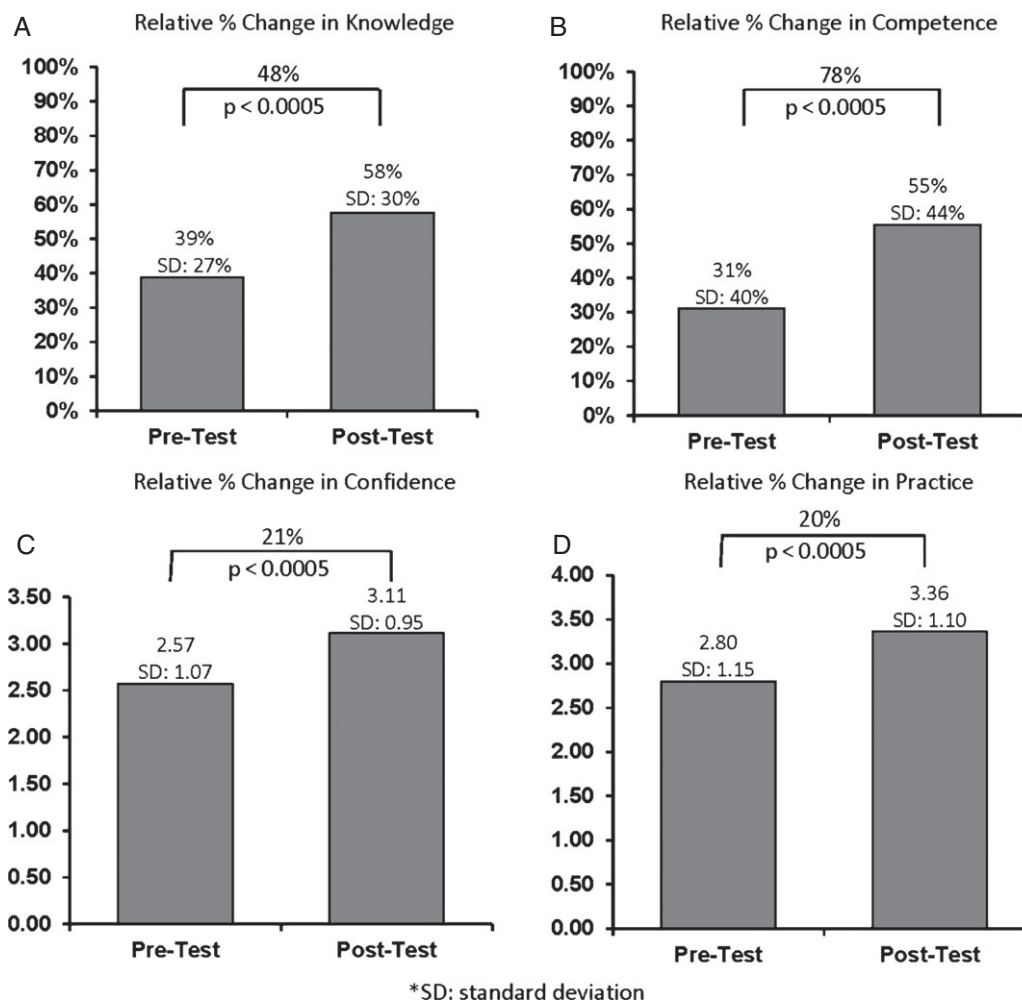 A
Relative % Change in Knowledge
48%
p < 0.0005
100%
90%
80%
70%
60%
50%
40%
30%
20%
10%
0%
39%
SD: 27%
58%
SD: 30%
Pre-Test
Post-Test
B
Relative % Change in Competence
78%
p < 0.0005
100%
90%
80%
70%
60%
50%
40%
30%
20%
10%
0%
31%
SD: 40%
55%
SD: 44%
Pre-Test
Post-Test
Relative % Change in Confidence
C
21%
p < 0.0005
3.50
3.00
2.50
2.00
1.50
1.00
0.50
0.00
2.57
SD: 1.07
3.11
SD: 0.95
Pre-Test
Post-Test
Relative % Change in Practice
D
20%
p < 0.0005
4.00
3.50
3.00
2.50
2.00
1.50
1.00
0.50
0.00
2.80
SD: 1.15
3.36
SD: 1.10
Pre-Test
Post-Test
*SD: standard deviation